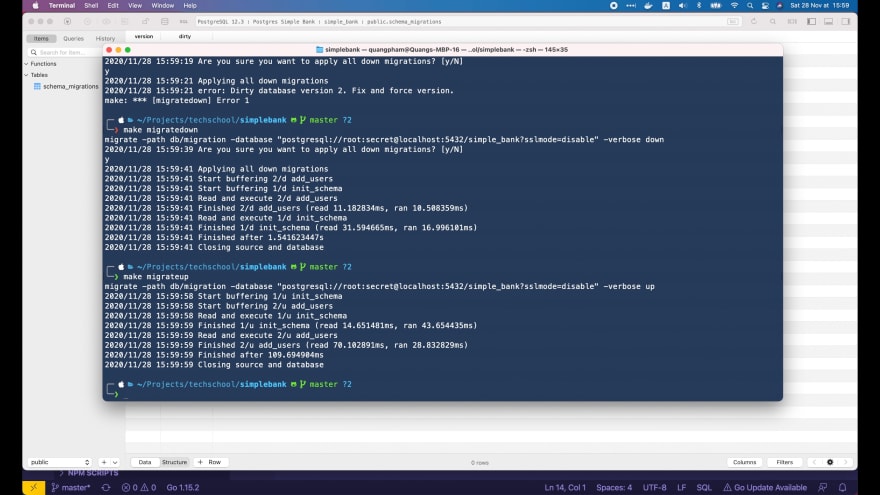 Terminal Shell Edit View Window Help
Sat 28 Nov at 15:59
PostgreSQL 12.3 : Postgres Simple Bank : simple_bank : public.schema_migrations
Items Queries History
version dirty
Search for item...
Functions
Tables
schema_migrations
simplebank — quangpham@Quangs-MBP-16 — ..ol/simplebank — -zsh — 145×35
2020/11/28 15:59:19 Are you sure you want to apply all down migrations? [y/N]
y
2020/11/28 15:59:21 Applying all down migrations
2020/11/28 15:59:21 error: Dirty database version 2. Fix and force version.
make: *** [migratedown] Error 1
~/Projects/techschool/simplebank master ?2
make migratedown
migrate -path db/migration -database "postgresql://root:secret@localhost:5432/simple_bank?sslmode=disable" -verbose down
2020/11/28 15:59:39 Are you sure you want to apply all down migrations? [y/N]
y
2020/11/28 15:59:41 Applying all down migrations
2020/11/28 15:59:41 Start buffering 2/d add_users
2020/11/28 15:59:41 Start buffering 1/d init_schema
2020/11/28 15:59:41 Read and execute 2/d add_users
2020/11/28 15:59:41 Finished 2/d add_users (read 11.182834ms, ran 10.508359ms)
2020/11/28 15:59:41 Read and execute 1/d init_schema
2020/11/28 15:59:41 Finished 1/d init_schema (read 31.594665ms, ran 16.996101ms)
2020/11/28 15:59:41 Finished after 1.541623447s
2020/11/28 15:59:41 Closing source and database
~/Projects/techschool/simplebank master ?2
make migrateup
migrate -path db/migration -database "postgresql://root:secret@localhost:5432/simple_bank?sslmode=disable" -verbose up
2020/11/28 15:59:58 Start buffering 1/u init_schema
2020/11/28 15:59:58 Start buffering 2/u add_users
2020/11/28 15:59:58 Read and execute 1/u init_schema
2020/11/28 15:59:59 Finished 1/u init_schema (read 14.651481ms, ran 43.654435ms)
2020/11/28 15:59:59 Read and execute 2/u add_users
2020/11/28 15:59:59 Finished 2/u add_users (read 70.102891ms, ran 28.832829ms)
2020/11/28 15:59:59 Finished after 109.694904ms
2020/11/28 15:59:59 Closing source and database
~/Projects/techschool/simplebank master ?2
public Data Structure + Row 0 rows Columns Filters
NPM SCRIPTS
master* 0 0 Go 1.15.2 Ln 14, Col 1 Spaces: 4 UTF-8 LF SQL Go Update Available